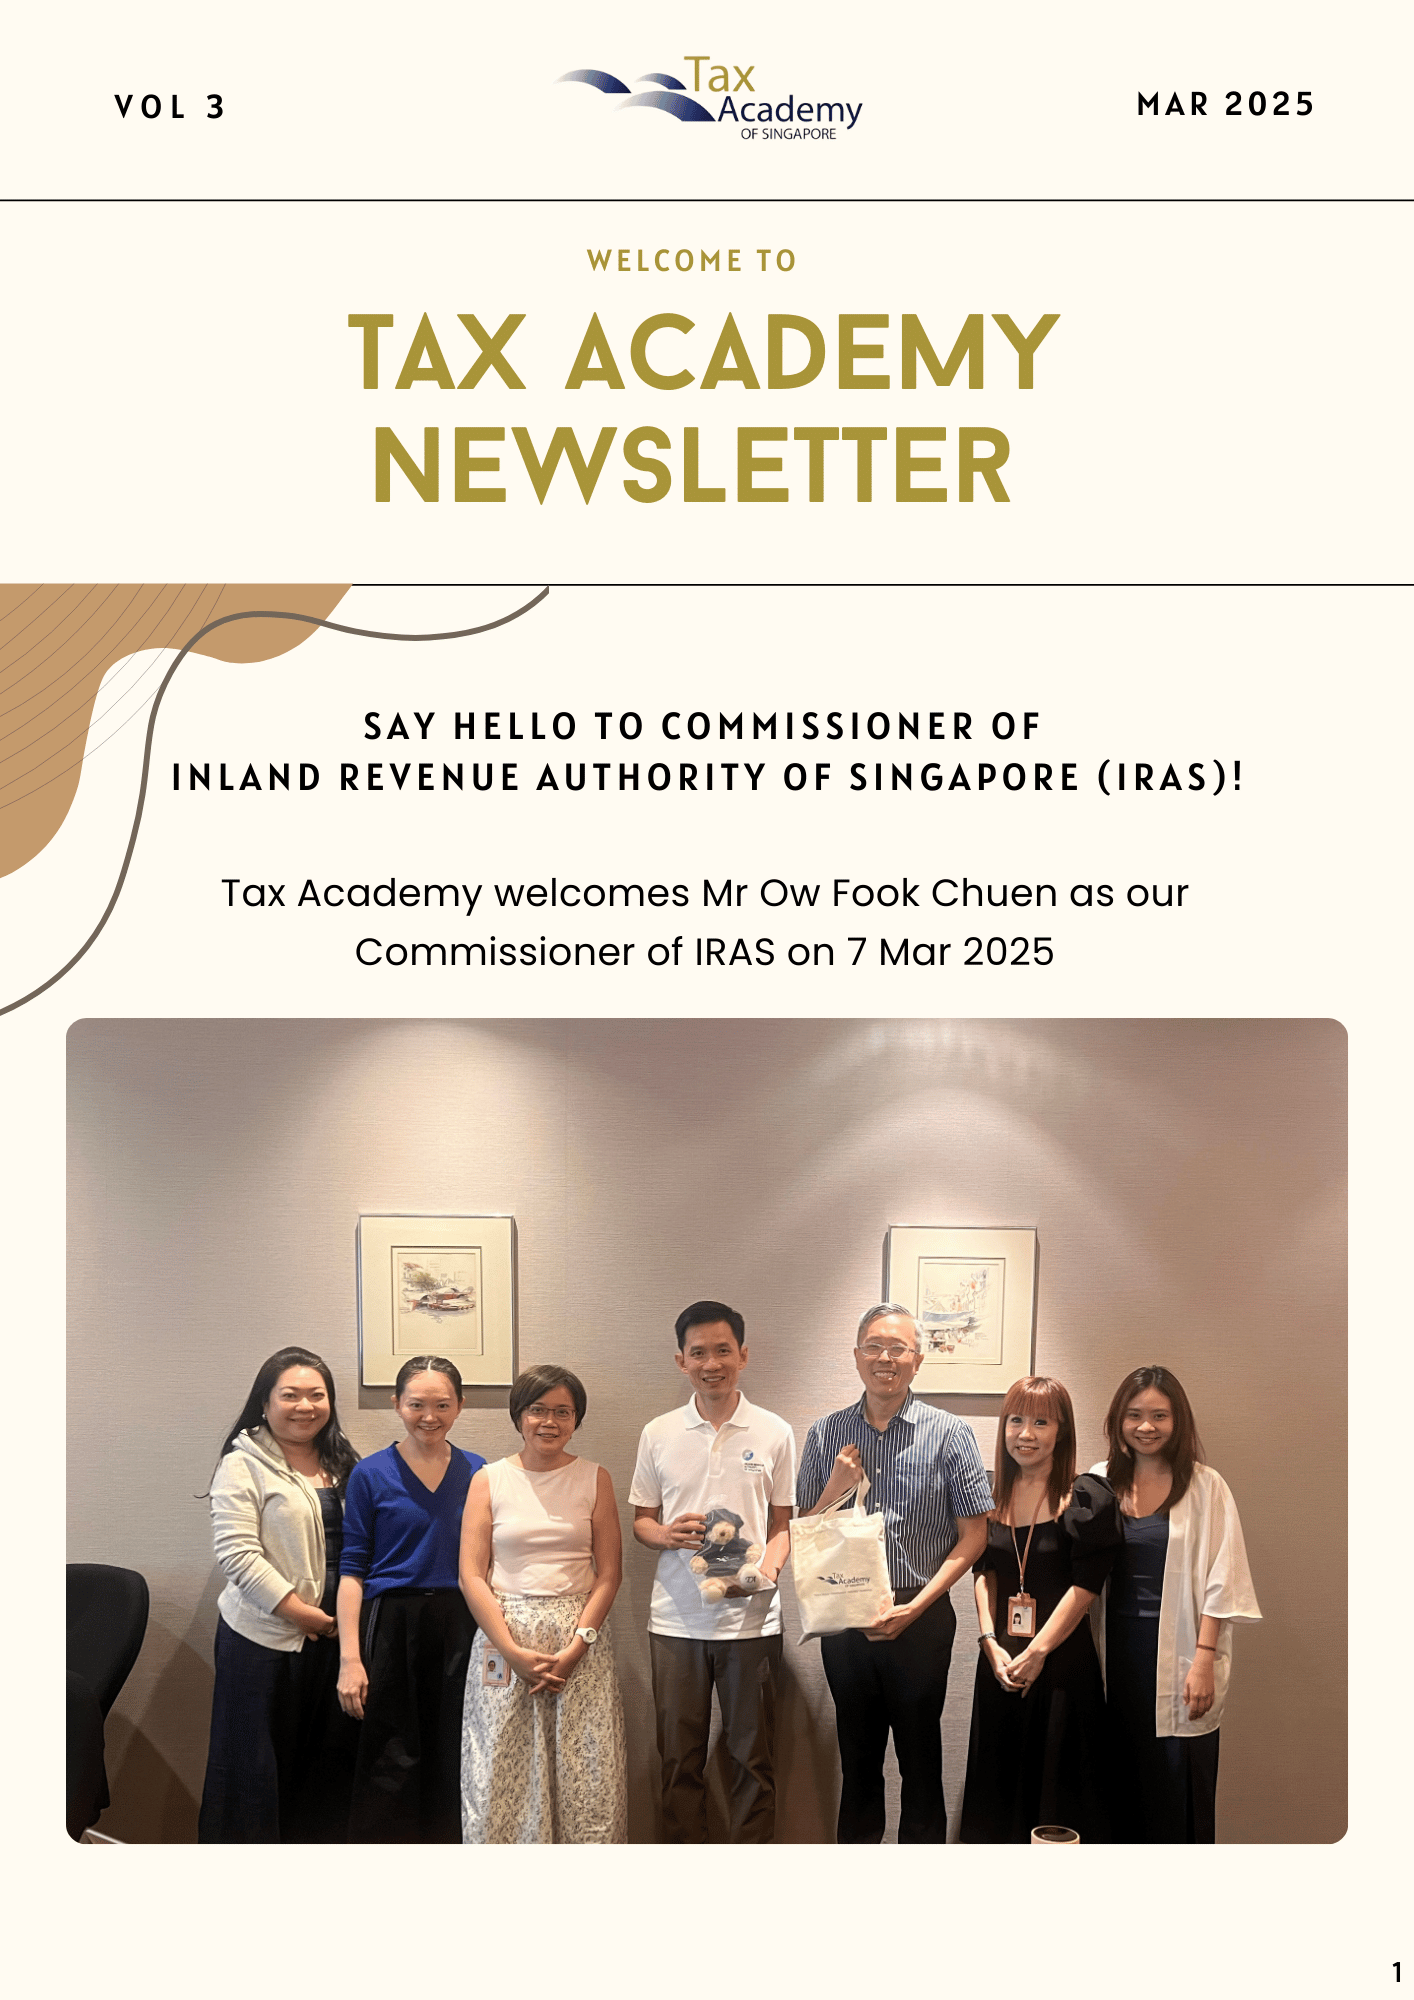 VOL 3
Tax
Academy
OF SINGAPORE
MAR 2025
WELCOME TO
TAX ACADEMY
NEWSLETTER
SAY HELLO TO COMMISSIONER OF
INLAND REVENUE AUTHORITY OF SINGAPORE (IRAS)!
Tax Academy welcomes Mr Ow Fook Chuen as our
Commissioner of IRAS on 7 Mar 2025
Tax
Academy
1